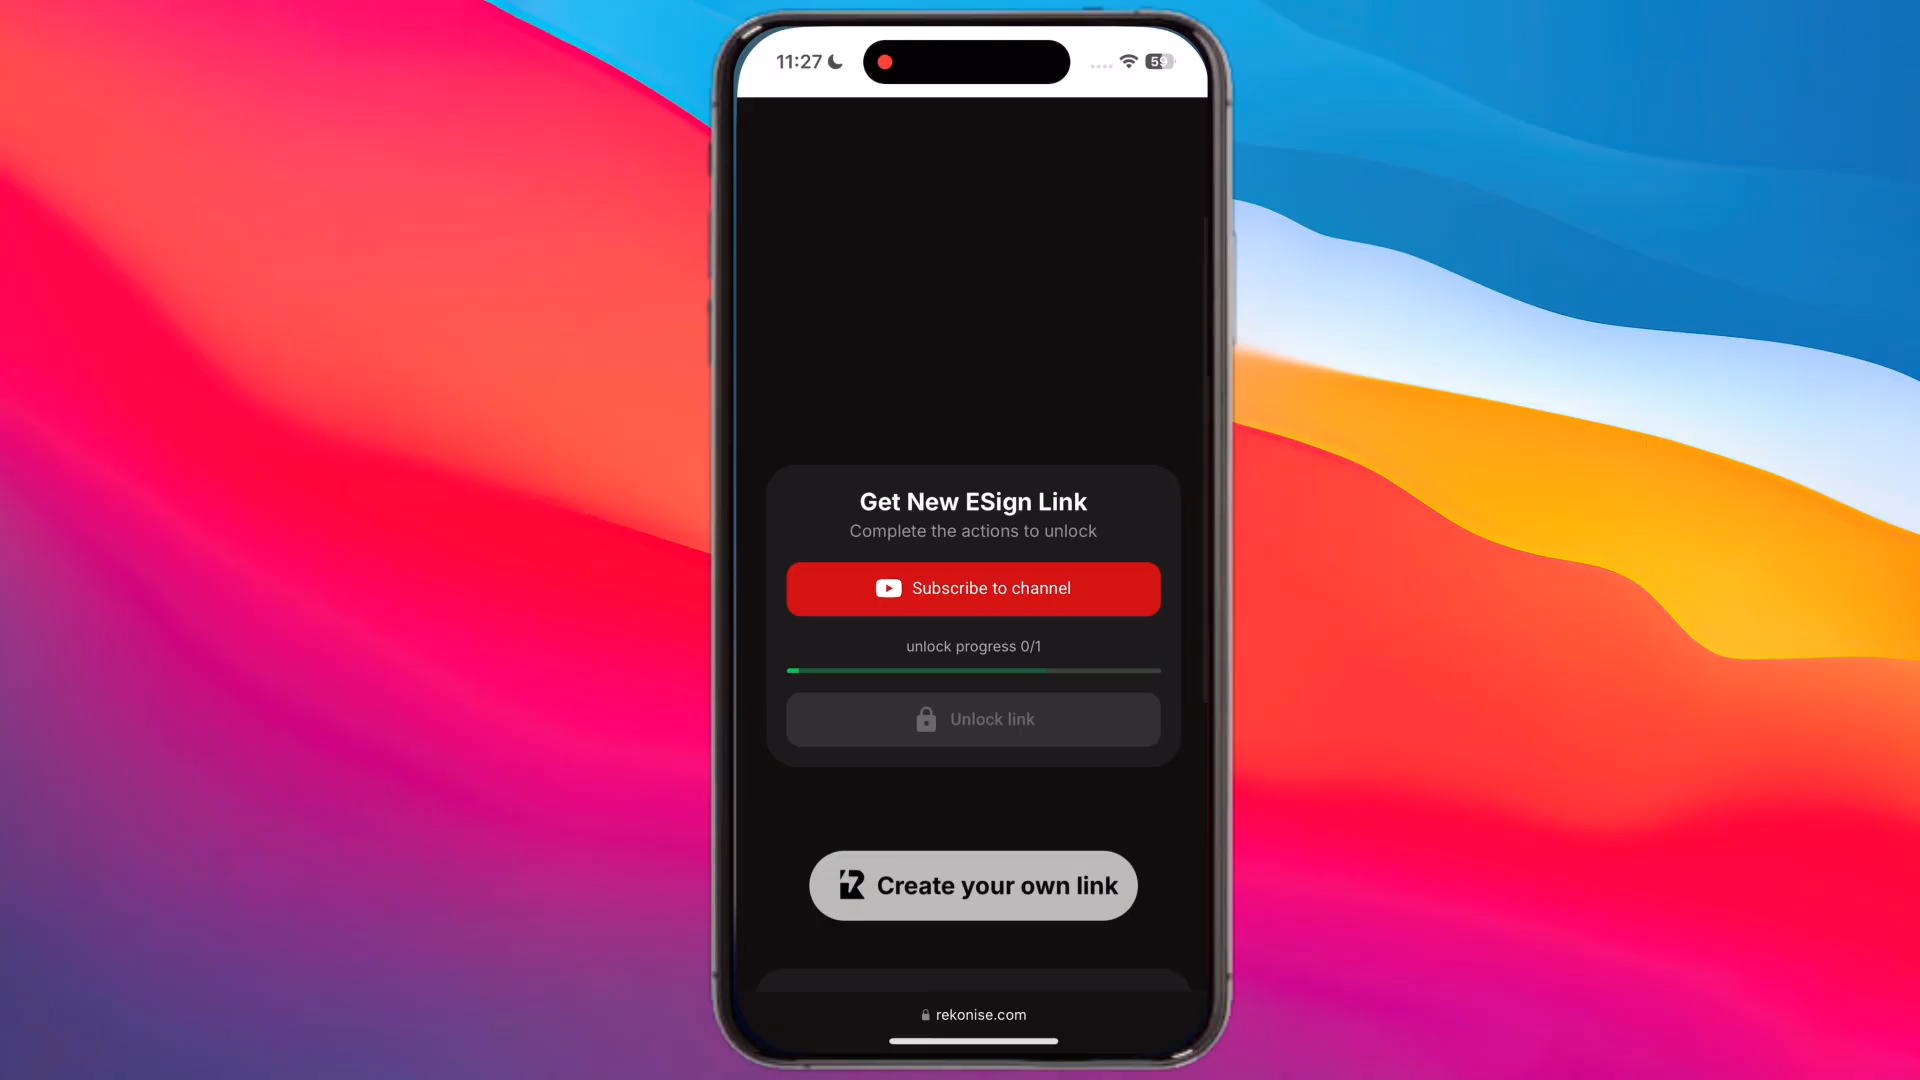 11:27
59
Get New ESign Link
Complete the actions to unlock
Subscribe to channel
unlock progress 0/1
Unlock link
Create your own link
rekonise.com